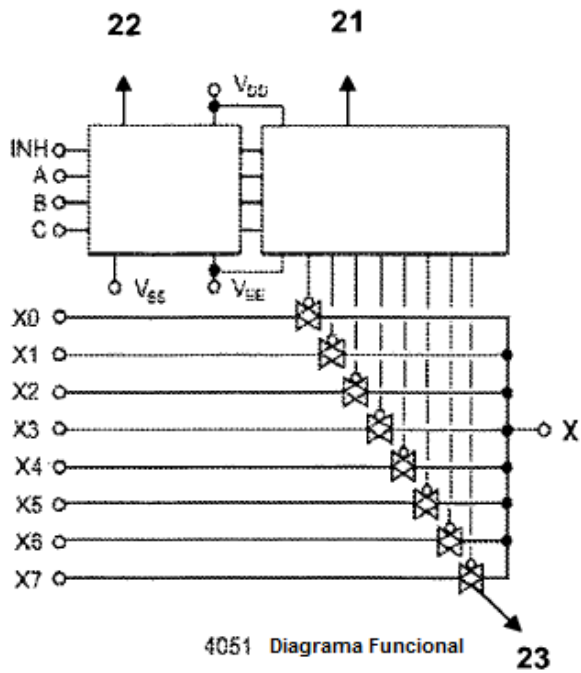 22
21
VDD
INH
A
B
C
VSS
VEE
X0
X1
X2
X3
X
X4
X5
X6
X7
4051 Diagrama Funcional
23